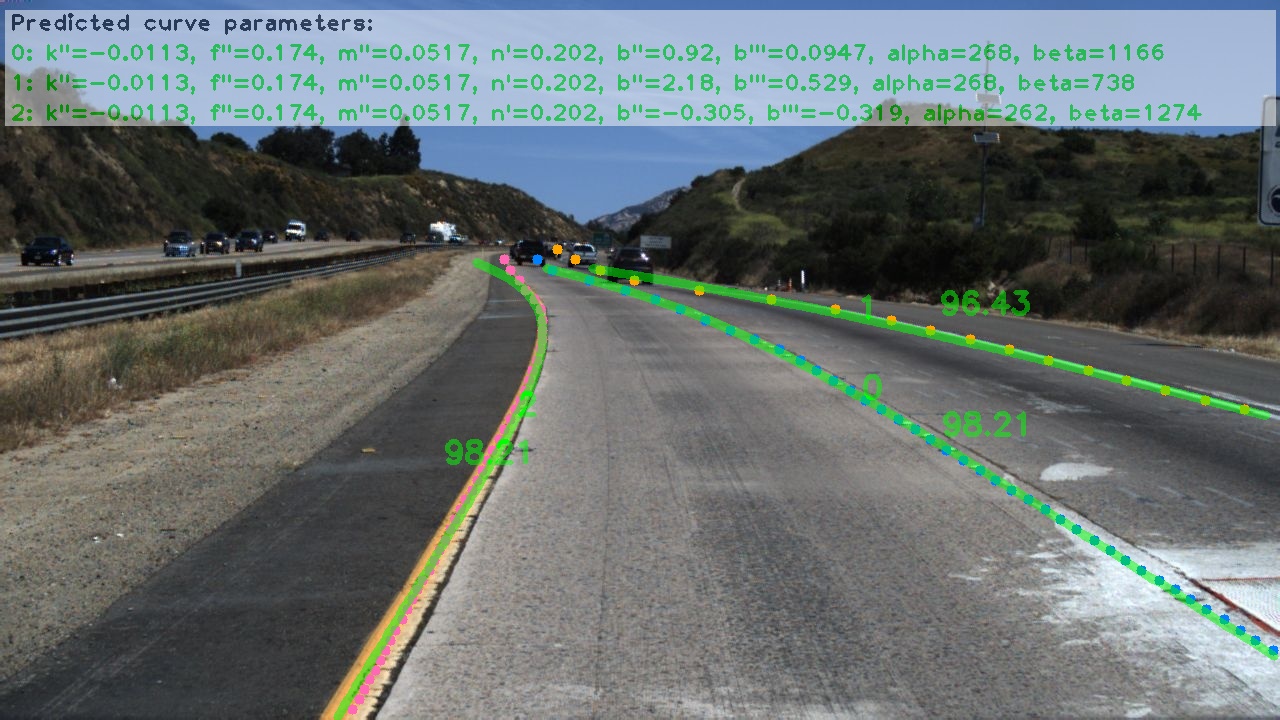 Predicted curve parameters:
0: k"=-0.0113, f"=0.174, m"=0.0517, n'=0.202, b"=0.92, b'''=0.0947, alpha=268, beta=1166
1: k"=-0.0113, f"=0.174, m"=0.0517, n'=0.202, b"=2.18, b'''=0.529, alpha=268, beta=738
2: k"=-0.0113, f"=0.174, m"=0.0517, n'=0.202, b"=-0.305, b'''=-0.319, alpha=262, beta=1274
1 96.43
0
2
98.21
98.21